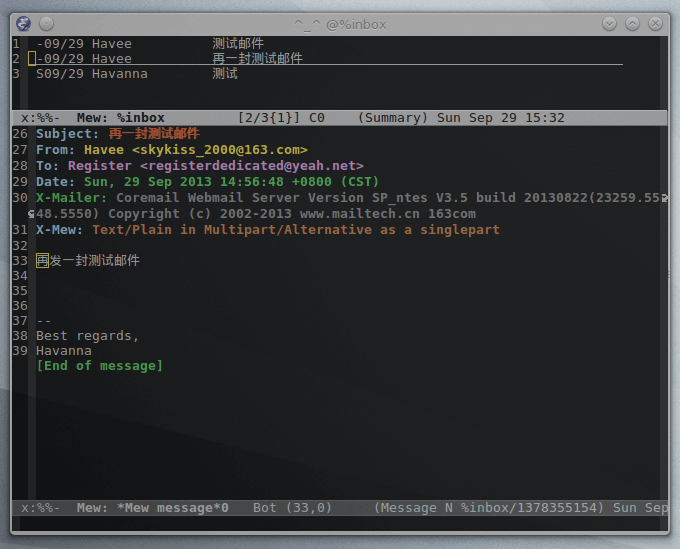 ^_^ @%inbox
1 -09/29 Havee 测试邮件
2 -09/29 Havee 再一封测试邮件
3 S09/29 Havanna 测试
x:%%- Mew: %inbox [2/3{1}] C0 (Summary) Sun Sep 29 15:32
26 Subject: 再一封测试邮件
27 From: Havee <skykiss_2000@163.com>
28 To: Register <registerdedicated@yeah.net>
29 Date: Sun, 29 Sep 2013 14:56:48 +0800 (CST)
30 X-Mailer: Coremail Webmail Server Version SP_ntes V3.5 build 20130822(23259.55
48.5550) Copyright (c) 2002-2013 www.mailtech.cn 163com
31 X-Mew: Text/Plain in Multipart/Alternative as a singlepart
32
33 再发一封测试邮件
34
35
36
37 --
38 Best regards,
39 Havanna
[End of message]
x:%%- Mew: *Mew message*0 Bot (33,0) (Message N %inbox/1378355154) Sun Sep